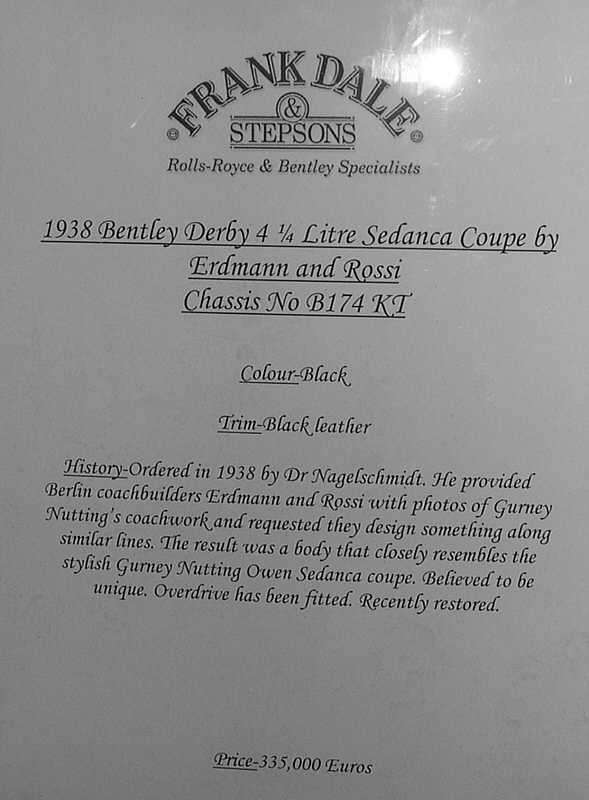 FRANK DALE
&
STEPSONS
Rolls-Royce & Bentley Specialists
1938 Bentley Derby 4 ¼ Litre Sedanca Coupe by
Erdmann and Rossi
Chassis No B174 KT
Colour-Black
Trim-Black leather
History-Ordered in 1938 by Dr Nagelschmidt. He provided
Berlin coachbuilders Erdmann and Rossi with photos of Gurney
Nutting's coachwork and requested they design something along
similar lines. The result was a body that closely resembles the
stylish Gurney Nutting Owen Sedanca coupe. Believed to be
unique. Overdrive has been fitted. Recently restored.
Price-335,000 Euros